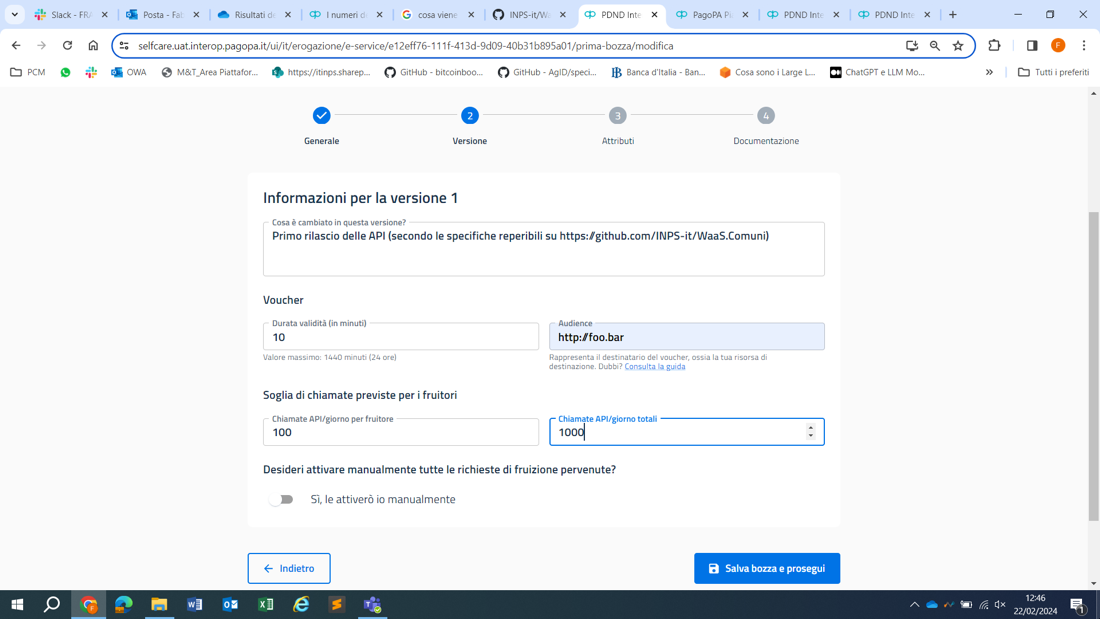 Slack - FRA
Posta - Fal
Risultati de
I numeri de
cosa viene
INPS-it/Wa
PDND Inte
PagoPA Pi
PDND Inte
PDND Inte
selfcare.uat.interop.pagopa.it/ui/it/erogazione/e-service/e12eff76-111f-413d-9d09-40b31b895a01/prima-bozza/modifica
F
PCM
OWA
M&T_Area Piattafor...
https://itinps.sharep...
GitHub - bitcoinboo...
GitHub - AgID/speci...
Banca d'Italia - Ban...
Cosa sono i Large L...
ChatGPT e LLM Mo...
»
Tutti i preferiti
2
3
4
Generale
Versione
Attributi
Documentazione
Informazioni per la versione 1
Cosa è cambiato in questa versione?
Primo rilascio delle API (secondo le specifiche reperibili su https://github.com/INPS-it/WaaS.Comuni)
Voucher
Durata validità (in minuti)
10
Audience
http://foo.bar
Valore massimo: 1440 minuti (24 ore)
Rappresenta il destinatario del voucher, ossia la tua risorsa di
destinazione. Dubbi? Consulta la guida
Soglia di chiamate previste per i fruitori
Chiamate API/giorno per fruitore
100
Chiamate API/giorno totali
1000
Desideri attivare manualmente tutte le richieste di fruizione pervenute?
Sì, le attiverò io manualmente
Indietro
Salva bozza e prosegui
12:46
22/02/2024
1